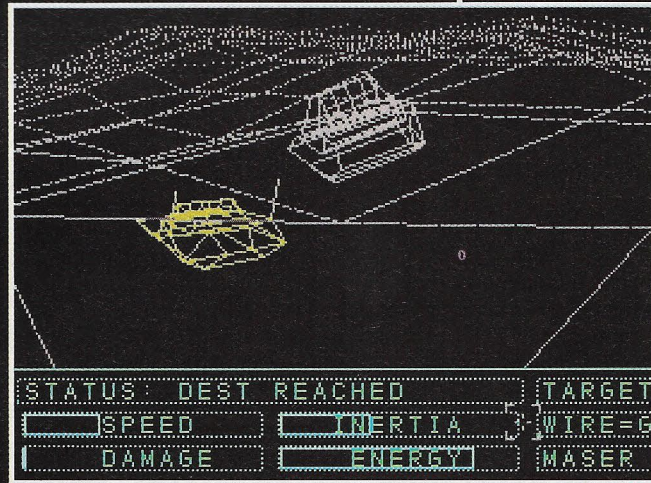 STATUS: DEST REACHED
TARGET
SPEED
INERTIA
WIRE=G
DAMAGE
ENERGY
MASER